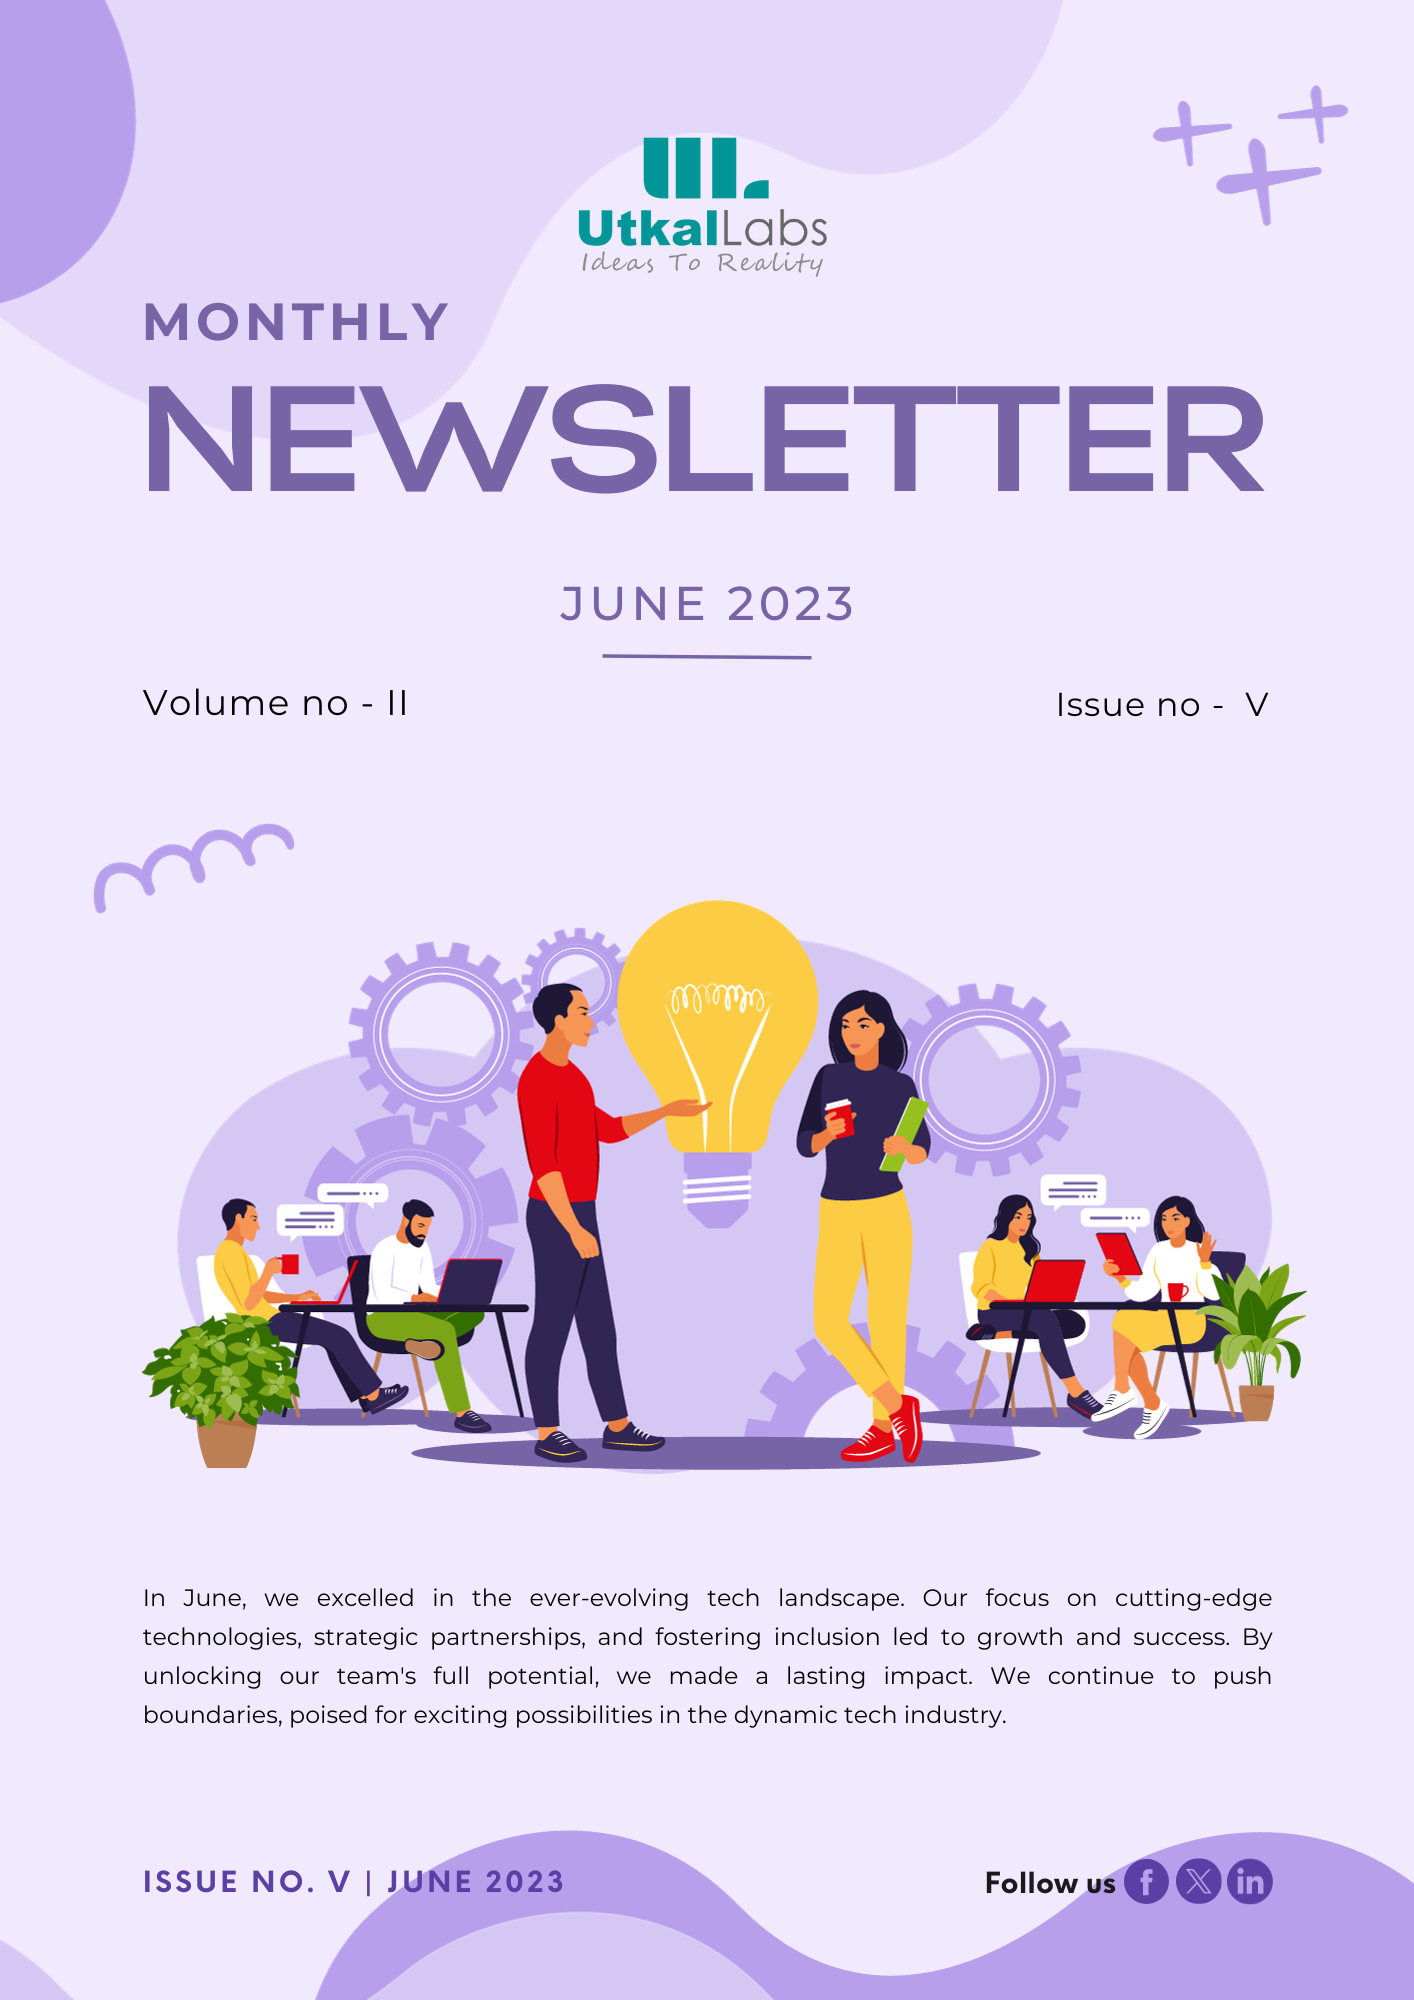 UtkalLabs
Ideas To Reality
MONTHLY
NEWSLETTER
JUNE 2023
Volume no - II
Issue no - V
In June, we excelled in the ever-evolving tech landscape. Our focus on cutting-edge
technologies, strategic partnerships, and fostering inclusion led to growth and success. By
unlocking our team's full potential, we made a lasting impact. We continue to push
boundaries, poised for exciting possibilities in the dynamic tech industry.
ISSUE NO. V | JUNE 2023
Follow us